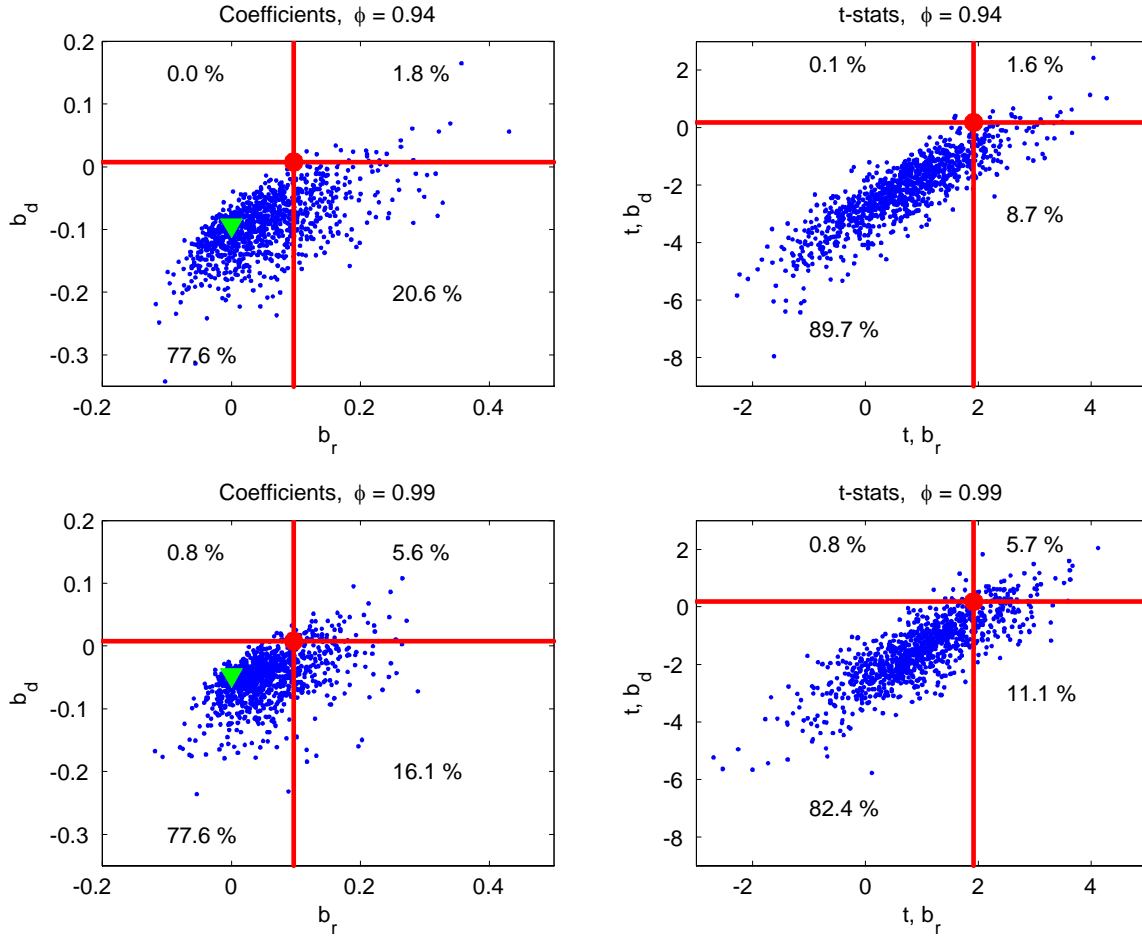 Coefficients, ϕ = 0.94
0.2
0.1
0
-0.1
-0.2
-0.3
b_d
0.0 %
1.8 %
20.6 %
77.6 %
-0.2 0 0.2 0.4
b_r
t-stats, ϕ = 0.94
2
0
-2
-4
-6
-8
t, b_d
0.1 %
1.6 %
8.7 %
89.7 %
-2 0 2 4
t, b_r
Coefficients, ϕ = 0.99
0.2
0.1
0
-0.1
-0.2
-0.3
b_d
0.8 %
5.6 %
16.1 %
77.6 %
-0.2 0 0.2 0.4
b_r
t-stats, ϕ = 0.99
2
0
-2
-4
-6
-8
t, b_d
0.8 %
5.7 %
11.1 %
82.4 %
-2 0 2 4
t, b_r